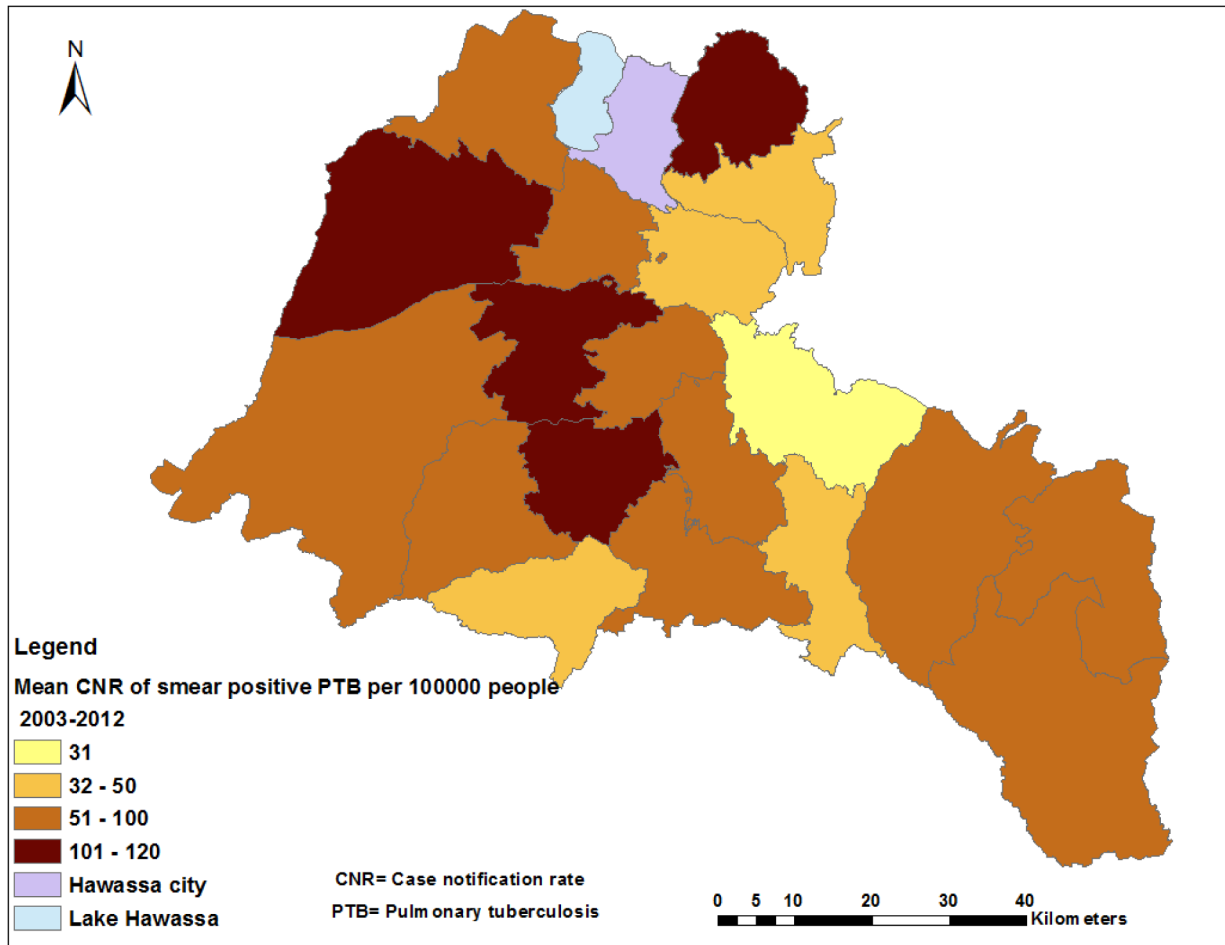 N
Legend
Mean CNR of smear positive PTB per 100000 people
2003-2012
31
32 - 50
51 - 100
101 - 120
Hawassa city
Lake Hawassa
CNR= Case notification rate
PTB= Pulmonary tuberculosis
0 5 10 20 30 40
Kilometers